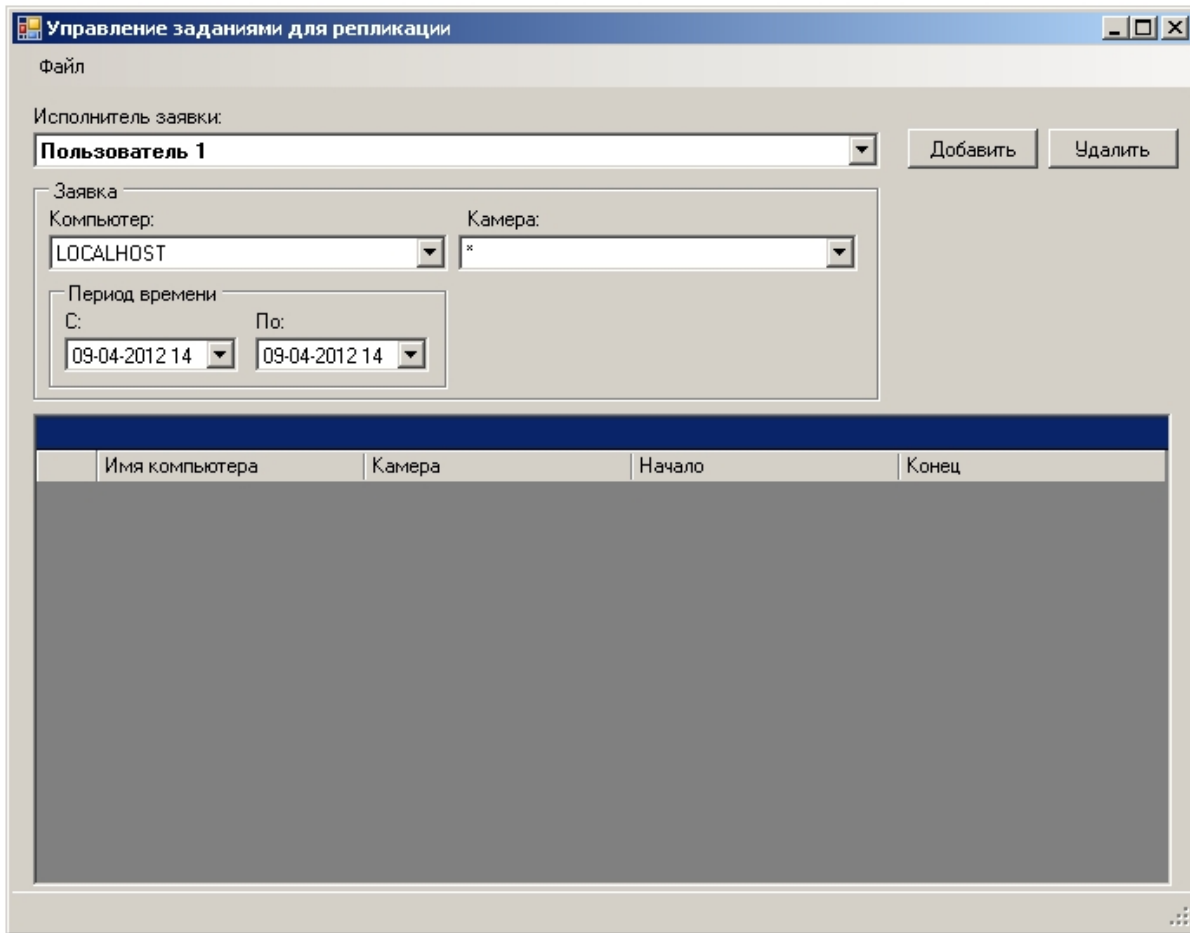 Управление заданиями для репликации
Файл
Исполнитель заявки:
Пользователь 1
Добавить
Удалить
Заявка
Компьютер:
Камера:
LOCALHOST
*
Период времени
С:
По:
09-04-2012 14
09-04-2012 14
Имя компьютера
Камера
Начало
Конец